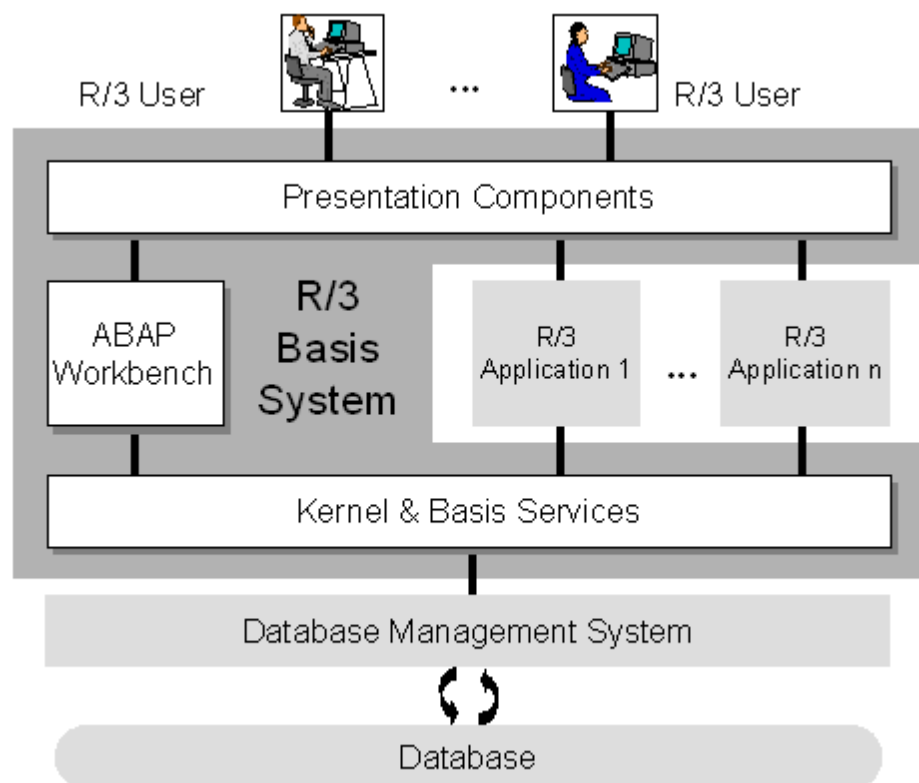 R/3 User
...
R/3 User
Presentation Components
ABAP
Workbench
R/3
Basis
System
R/3
Application 1
...
R/3
Application n
Kernel & Basis Services
Database Management System
Database